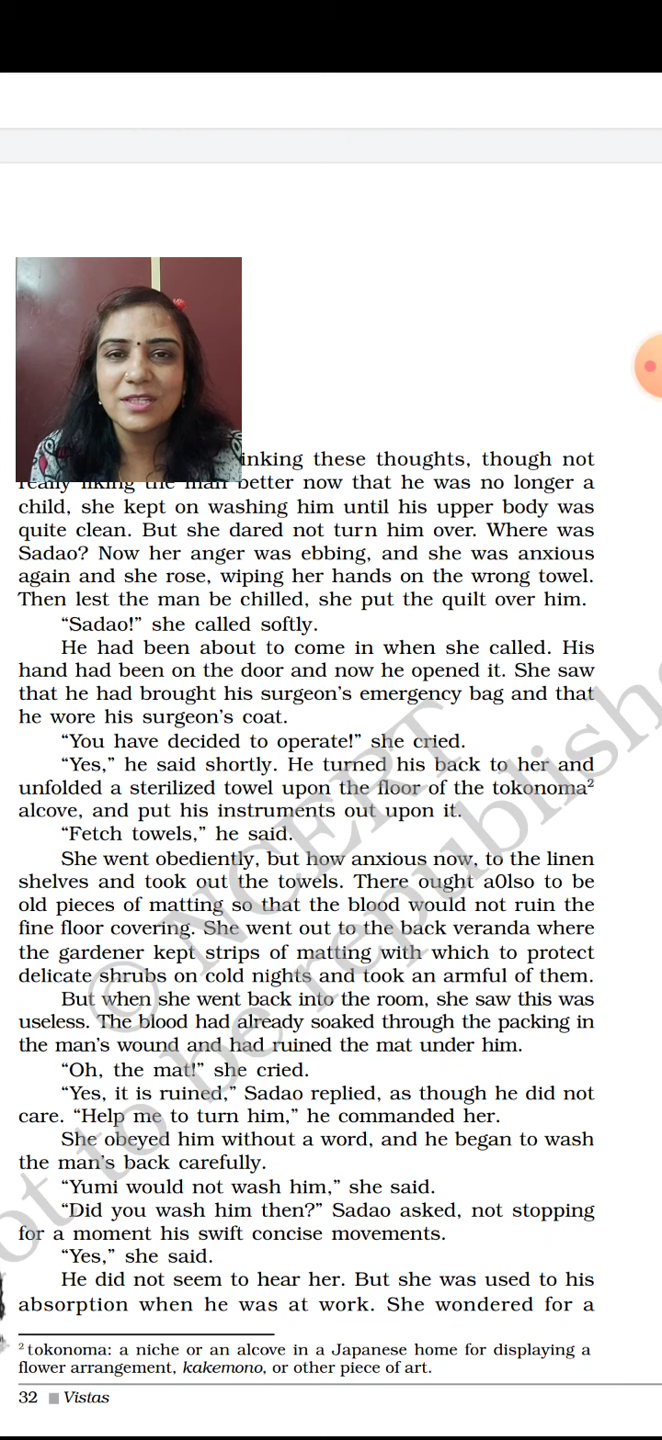 inking these thoughts, though not
really liking the man better now that he was no longer a
child, she kept on washing him until his upper body was
quite clean. But she dared not turn him over. Where was
Sadao? Now her anger was ebbing, and she was anxious
again and she rose, wiping her hands on the wrong towel.
Then lest the man be chilled, she put the quilt over him.
“Sadao!” she called softly.
He had been about to come in when she called. His
hand had been on the door and now he opened it. She saw
that he had brought his surgeon’s emergency bag and that
he wore his surgeon’s coat.
“You have decided to operate!” she cried.
“Yes,” he said shortly. He turned his back to her and
unfolded a sterilized towel upon the floor of the tokonoma²
alcove, and put his instruments out upon it.
“Fetch towels,” he said.
She went obediently, but how anxious now, to the linen
shelves and took out the towels. There ought a0lso to be
old pieces of matting so that the blood would not ruin the
fine floor covering. She went out to the back veranda where
the gardener kept strips of matting with which to protect
delicate shrubs on cold nights and took an armful of them.
But when she went back into the room, she saw this was
useless. The blood had already soaked through the packing in
the man’s wound and had ruined the mat under him.
“Oh, the mat!” she cried.
“Yes, it is ruined,” Sadao replied, as though he did not
care. “Help me to turn him,” he commanded her.
She obeyed him without a word, and he began to wash
the man’s back carefully.
“Yumi would not wash him,” she said.
“Did you wash him then?” Sadao asked, not stopping
for a moment his swift concise movements.
“Yes,” she said.
He did not seem to hear her. But she was used to his
absorption when he was at work. She wondered for a
² tokonoma: a niche or an alcove in a Japanese home for displaying a
flower arrangement, kakemono, or other piece of art.
32 ■ Vistas
© NCERT
not to be republishe